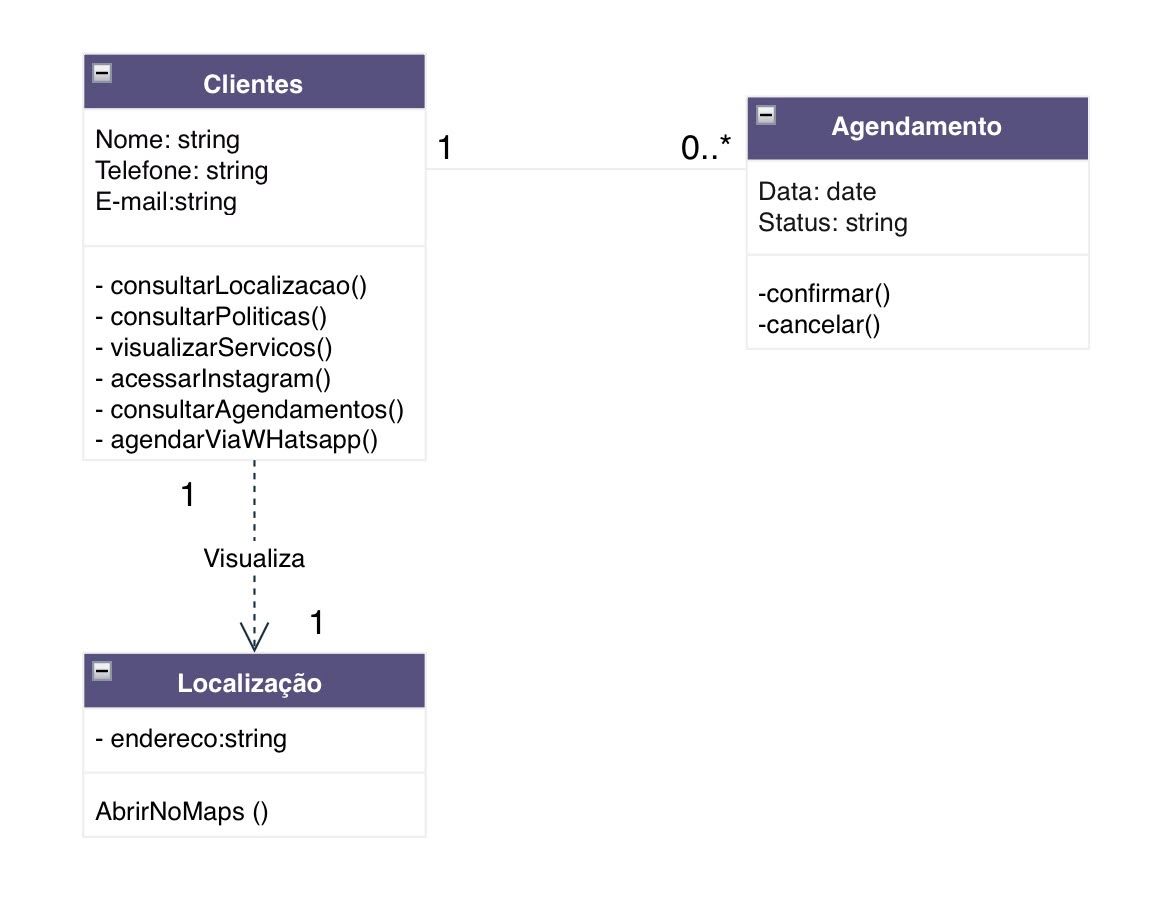 Clientes
Nome: string
Telefone: string
E-mail:string
- consultarLocalizacao()
- consultarPoliticas()
- visualizarServicos()
- acessarInstagram()
- consultarAgendamentos()
- agendarViaWHatsapp()
1
0..*
Agendamento
Data: date
Status: string
-confirmar()
-cancelar()
1
Visualiza
1
Localização
- endereco:string
AbrirNoMaps ()